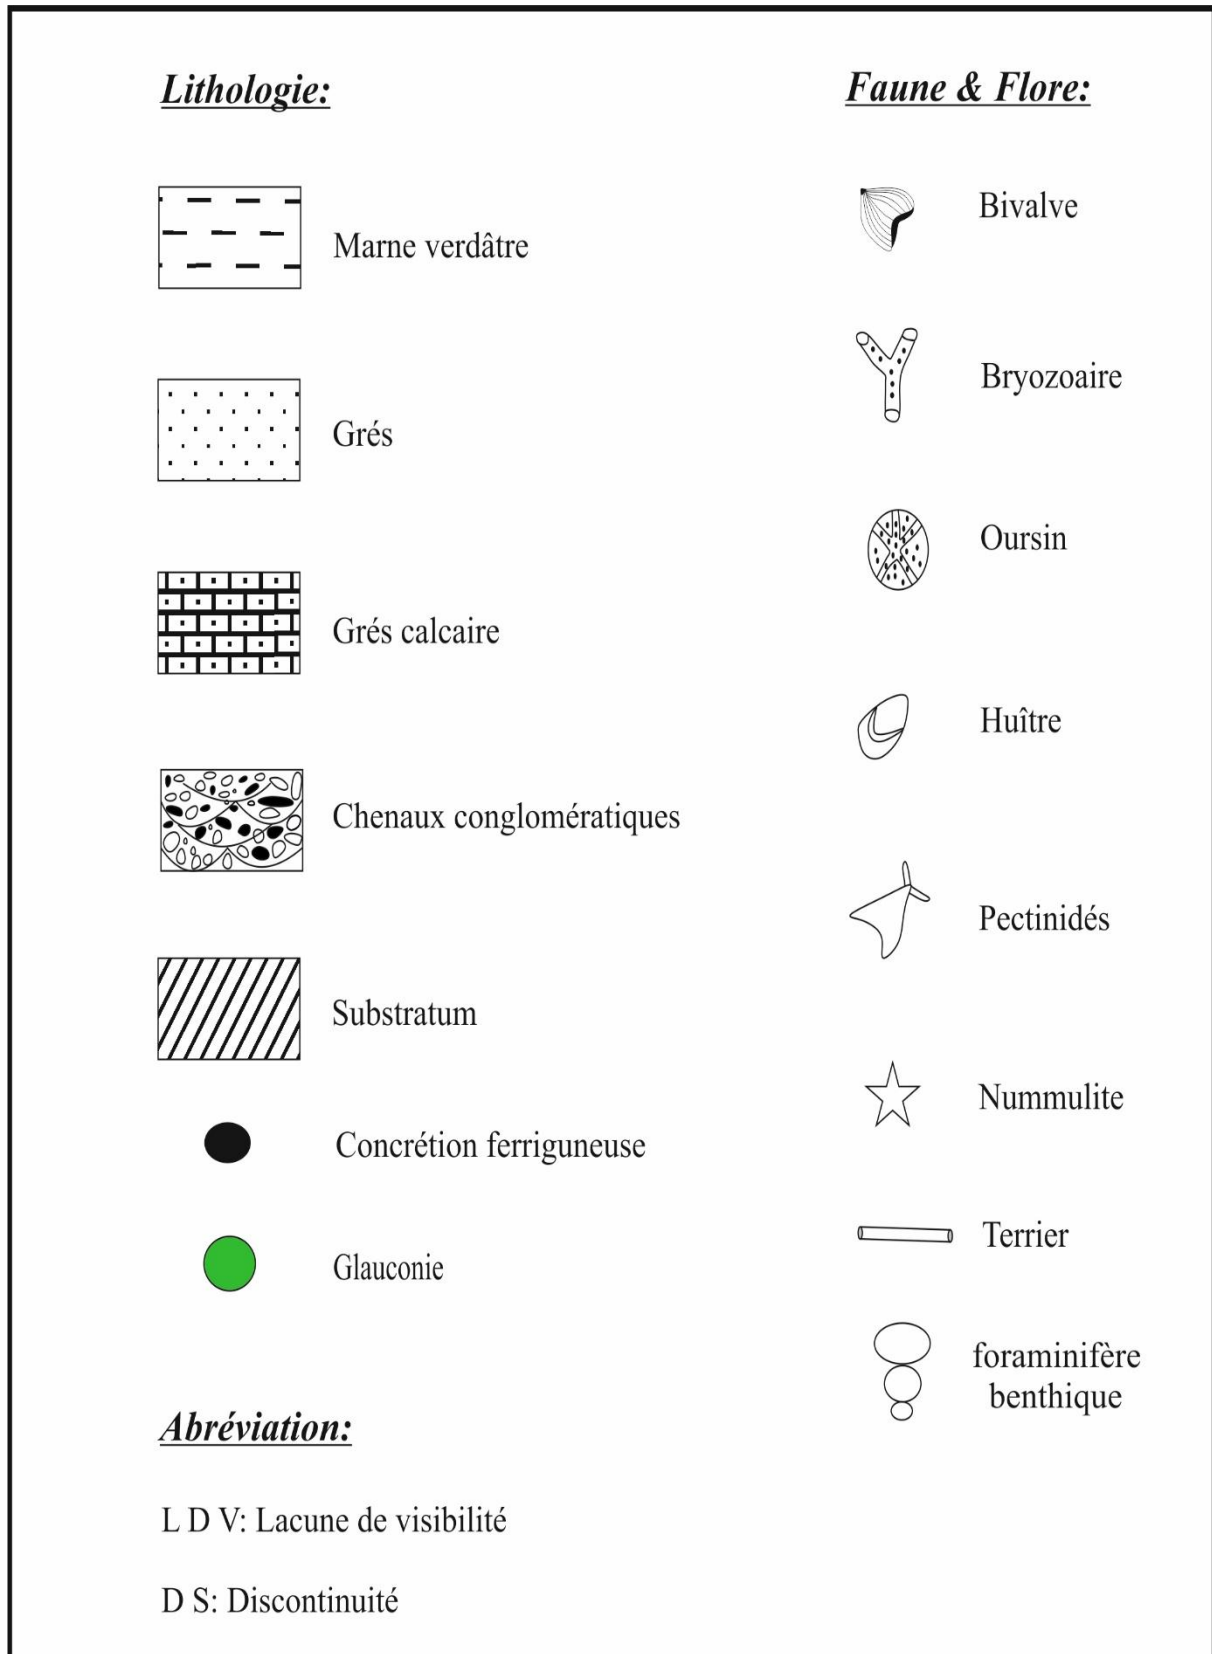 Lithologie:
Marne verdâtre
Grés
Grés calcaire
Chenaux conglomératiques
Substratum
Concrétion ferriguneuse
Glauconie
Abréviation:
L D V: Lacune de visibilité
D S: Discontinuité
Faune & Flore:
Bivalve
Bryozoaire
Oursin
Huître
Pectinidés
Nummulite
Terrier
foraminifère
benthique